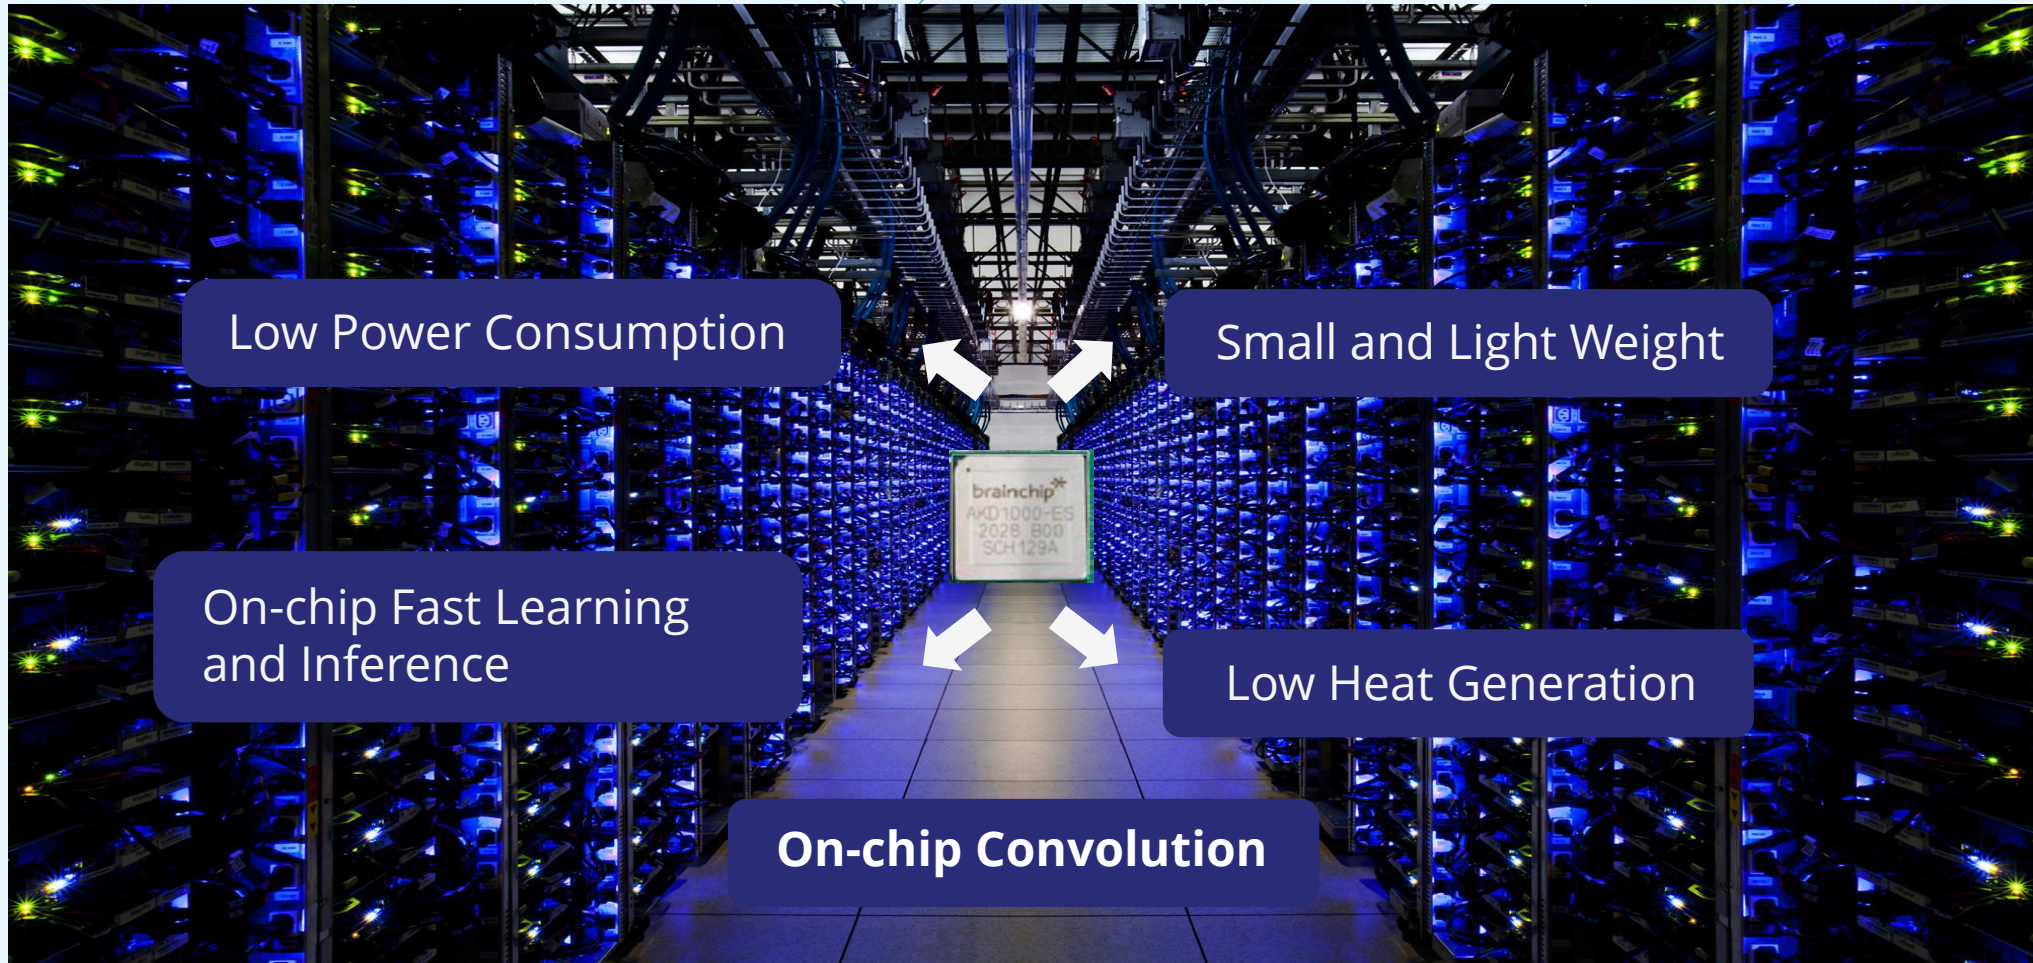 Low Power Consumption
Small and Light Weight
brainchip
AKD1000-ES
2028 B00
SCH129A
On-chip Fast Learning
and Inference
Low Heat Generation
On-chip Convolution